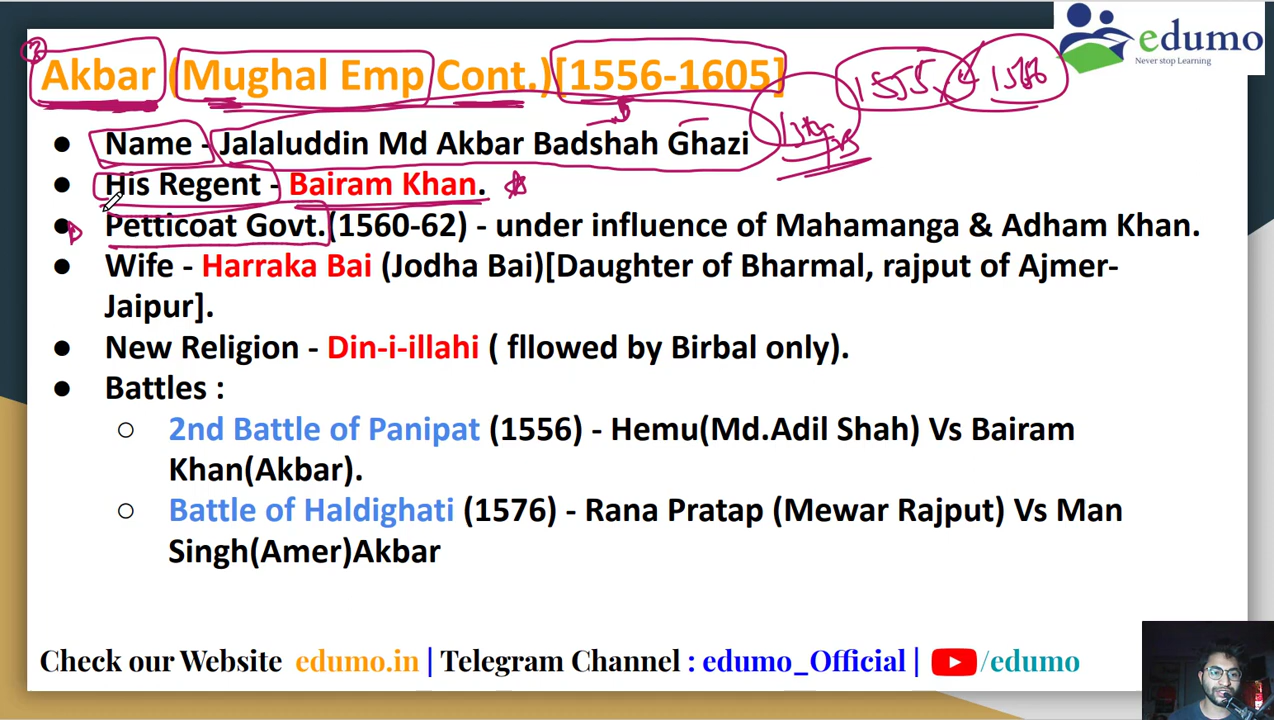 edumo
Never stop Learning
Akbar (Mughal Emp Cont.)[1556-1605]
1555
● Name - Jalaluddin Md Akbar Badshah Ghazi
● His Regent - Bairam Khan.
● Petticoat Govt.(1560-62) - under influence of Mahamanga & Adham Khan.
● Wife - Harraka Bai (Jodha Bai)[Daughter of Bharmal, rajput of Ajmer-
Jaipur].
● New Religion - Din-i-illahi ( fllowed by Birbal only).
● Battles :
○ 2nd Battle of Panipat (1556) - Hemu(Md.Adil Shah) Vs Bairam
Khan(Akbar).
○ Battle of Haldighati (1576) - Rana Pratap (Mewar Rajput) Vs Man
Singh(Amer)Akbar
Check our Website edumo.in | Telegram Channel : edumo_Official | /edumo